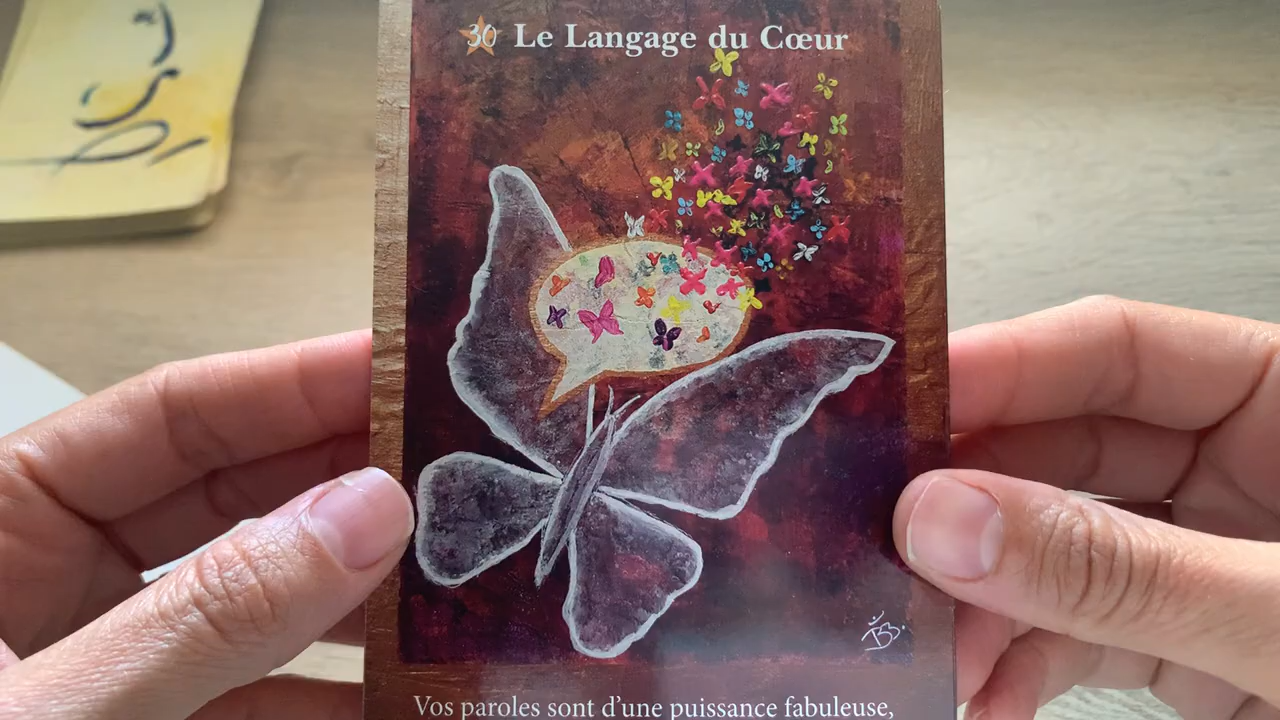 30 Le Langage du Cœur
Vos paroles sont d'une puissance fabuleuse,